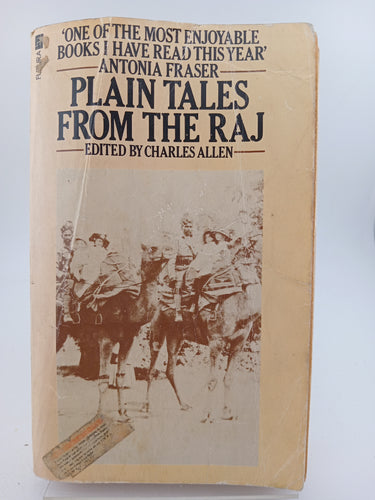 'ONE OF THE MOST ENJOYABLE
BOOKS I HAVE READ THIS YEAR'
ANTONIA FRASER
PLAIN TALES
FROM THE RAJ
EDITED BY CHARLES ALLEN
FUTURA